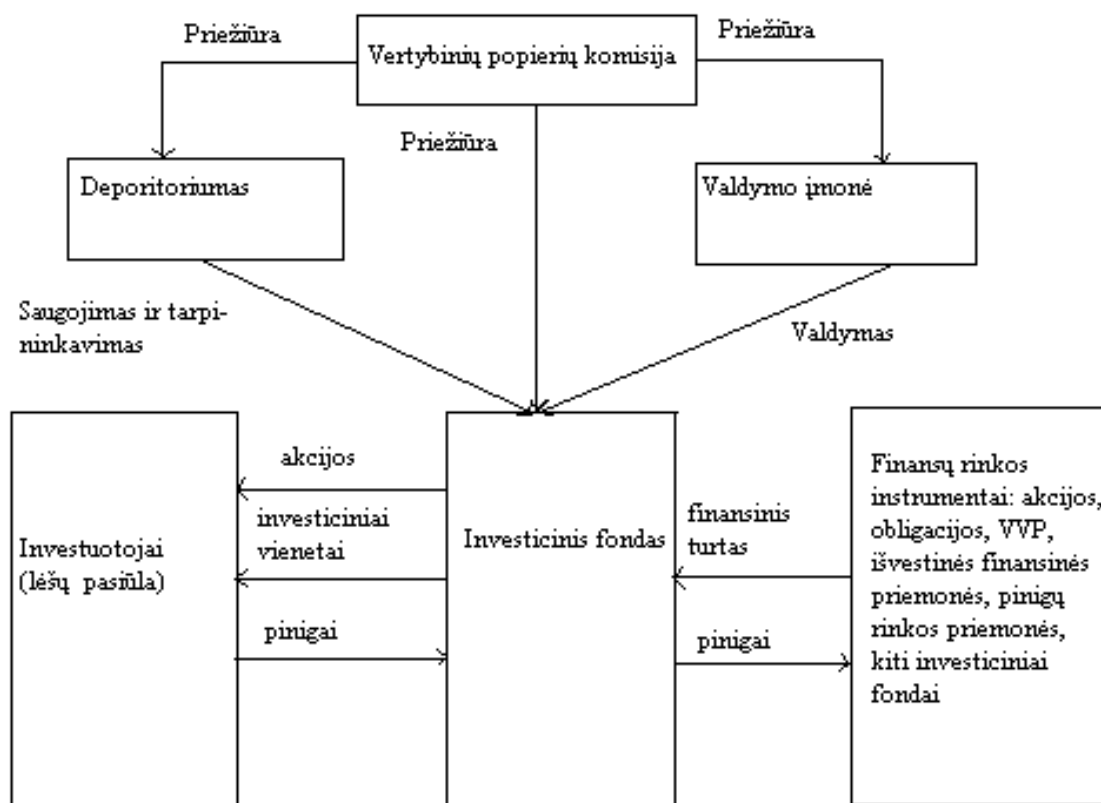 Priežiūra
Vertybinių popierių komisija
Priežiūra
Priežiūra
Deporitoriumas
Valdymo įmonė
Saugojimas ir tarpi-
ninkavimas
Valdymas
akcijos
investiciniai
vienetai
pinigai
Investuotojai
(lėšų pasiūla)
Investicinis fondas
finansinis
turtas
pinigai
Finansų rinkos
instrumentai: akcijos,
obligacijos, VVP,
išvestinės finansinės
priemonės, pinigų
rinkos priemonės,
kiti investiciniai
fondai